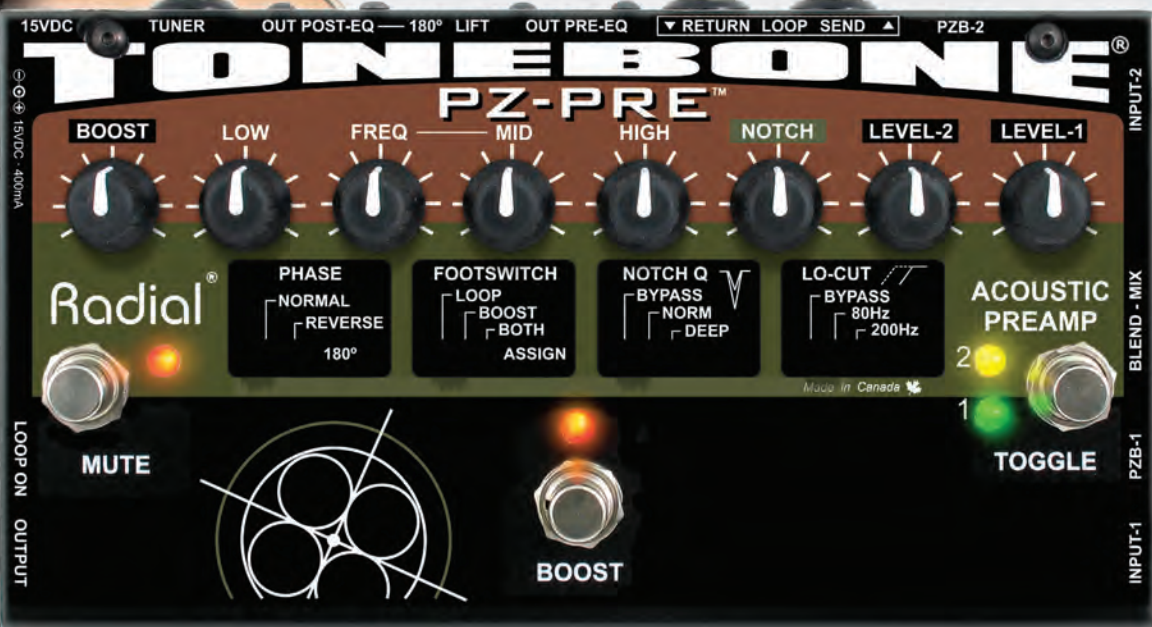 15VDC TUNER OUT POST-EQ — 180º LIFT OUT PRE-EQ ▼ RETURN LOOP SEND ▲ PZB-2
TONEBONE®
PZ-PRE™
BOOST LOW FREQ — MID HIGH NOTCH LEVEL-2 LEVEL-1
15VDC - 400mA
INPUT-2
Radial®
PHASE
NORMAL
REVERSE
180º
FOOTSWITCH
LOOP
BOOST
BOTH
ASSIGN
NOTCH Q
BYPASS
NORM
DEEP
LO-CUT
BYPASS
80Hz
200Hz
Made in Canada
ACOUSTIC
PREAMP
2
1
TOGGLE
MUTE
BOOST
LOOP ON
OUTPUT
BLEND - MIX
PZB-1
INPUT-1